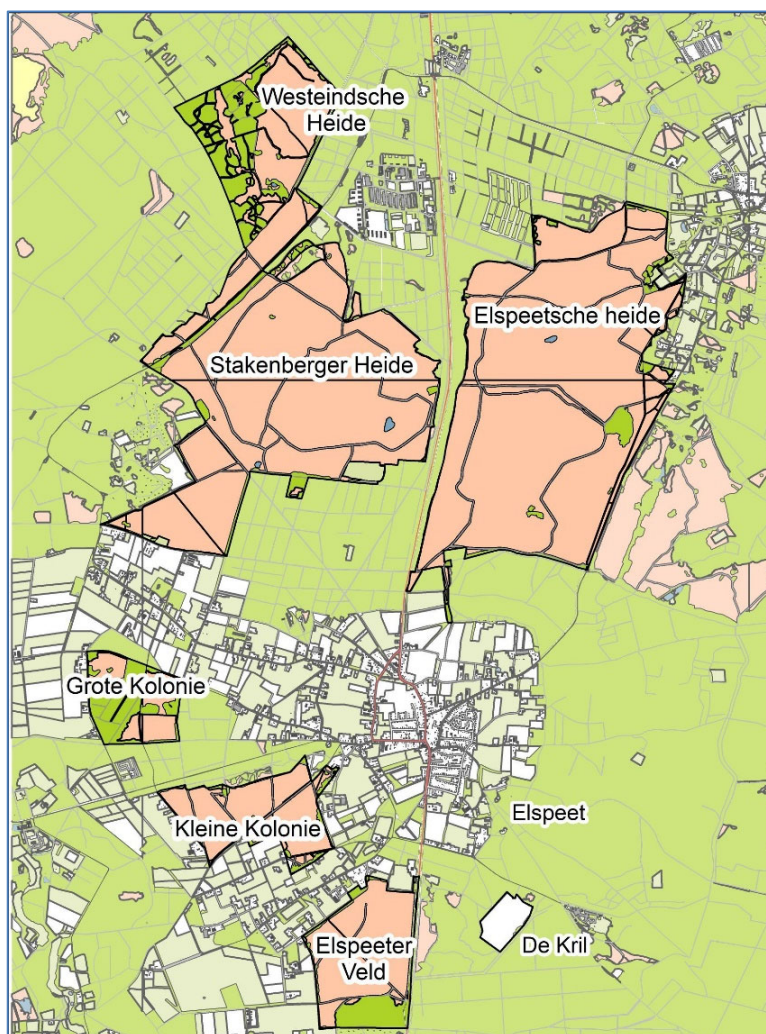 Westeindsche
Heide
Elspeetsche heide
Stakenberger Heide
Grote Kolonie
Kleine Kolonie
Elspeet
Elspeeter
Veld
De Kril